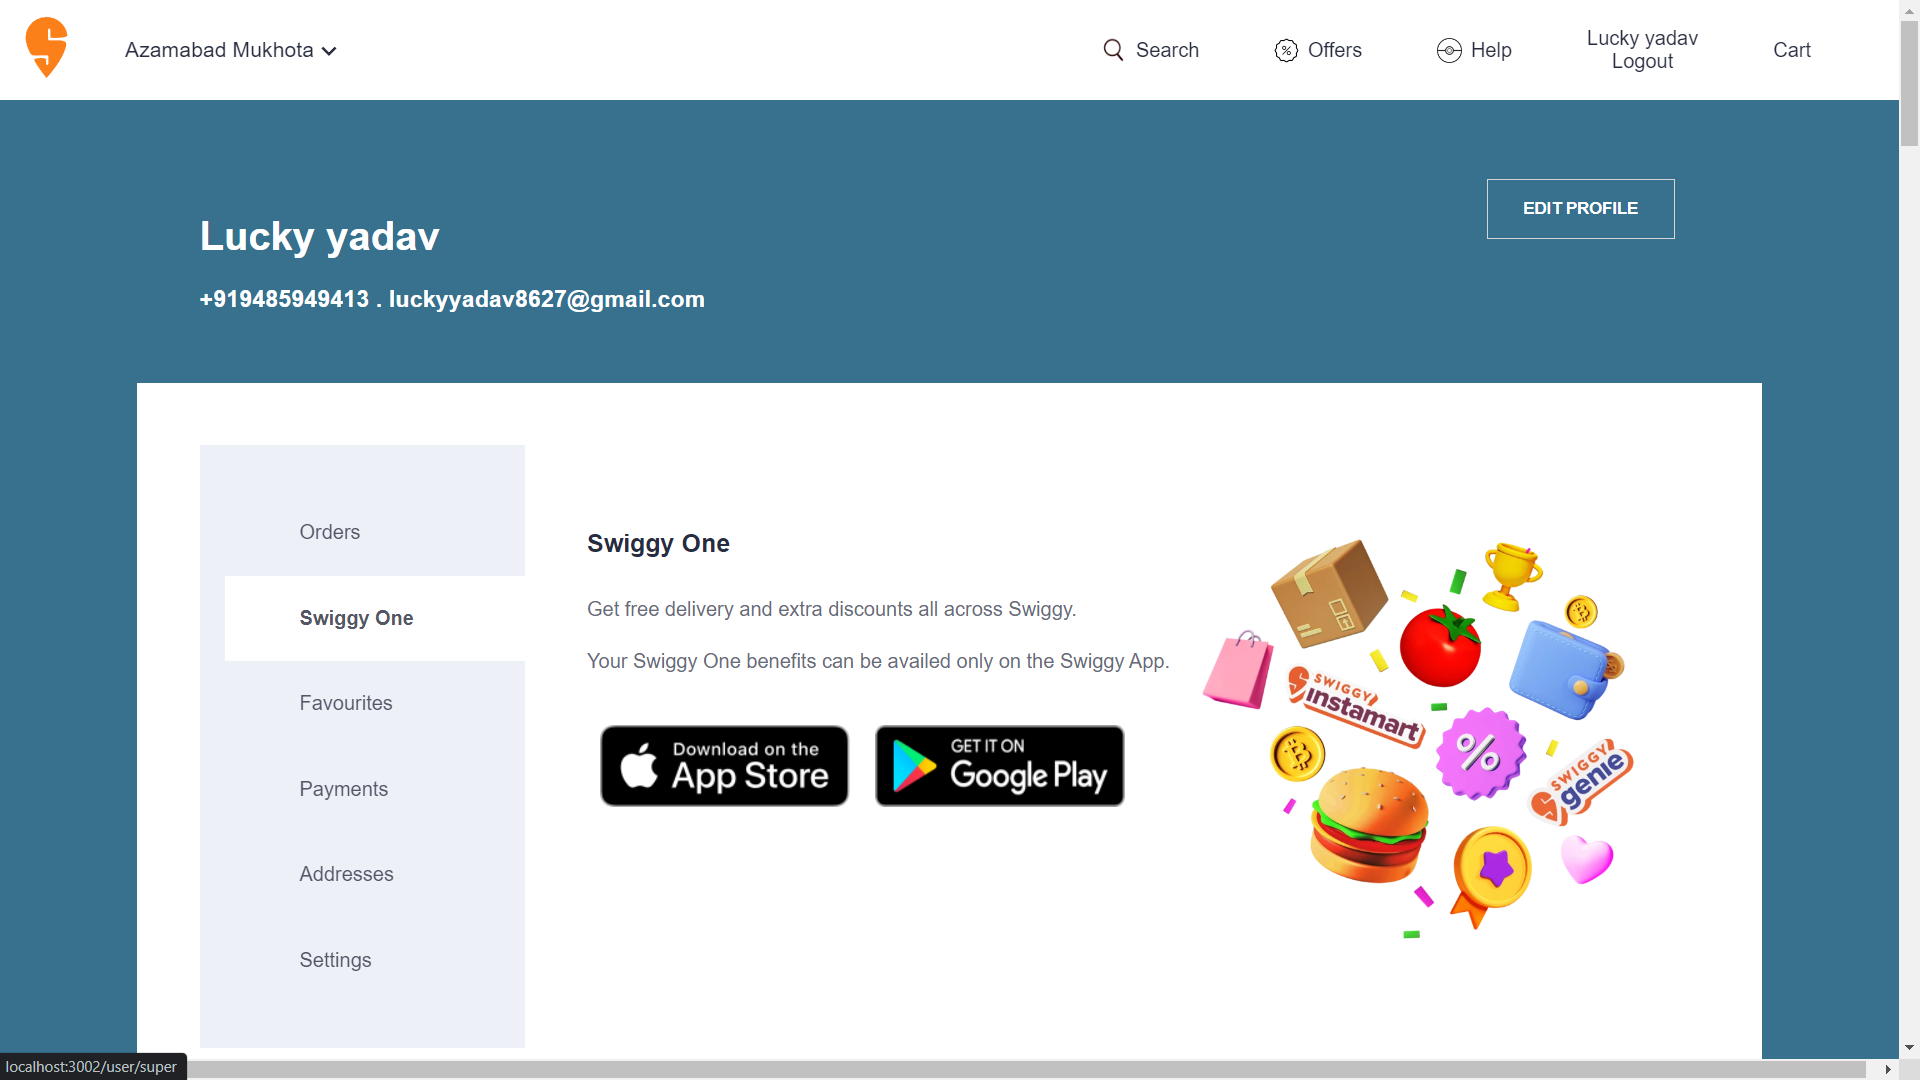 Azamabad Mukhota
Search
Offers
Help
Lucky yadav
Logout
Cart
EDIT PROFILE
Lucky yadav
+919485949413 . luckyyadav8627@gmail.com
Orders
Swiggy One
Favourites
Payments
Addresses
Settings
Swiggy One
Get free delivery and extra discounts all across Swiggy.
Your Swiggy One benefits can be availed only on the Swiggy App.
Download on the
App Store
GET IT ON
Google Play
SWIGGY
instamart
%
SWIGGY
genie
localhost:3002/user/super